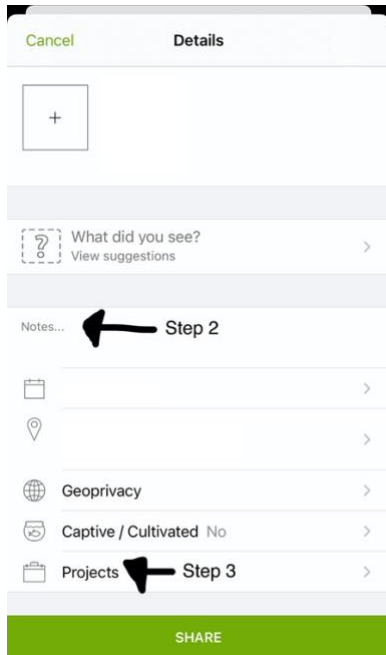 Cancel Details
+
What did you see?
View suggestions
Notes... Step 2
Geoprivacy
Captive / Cultivated No
Projects Step 3
SHARE